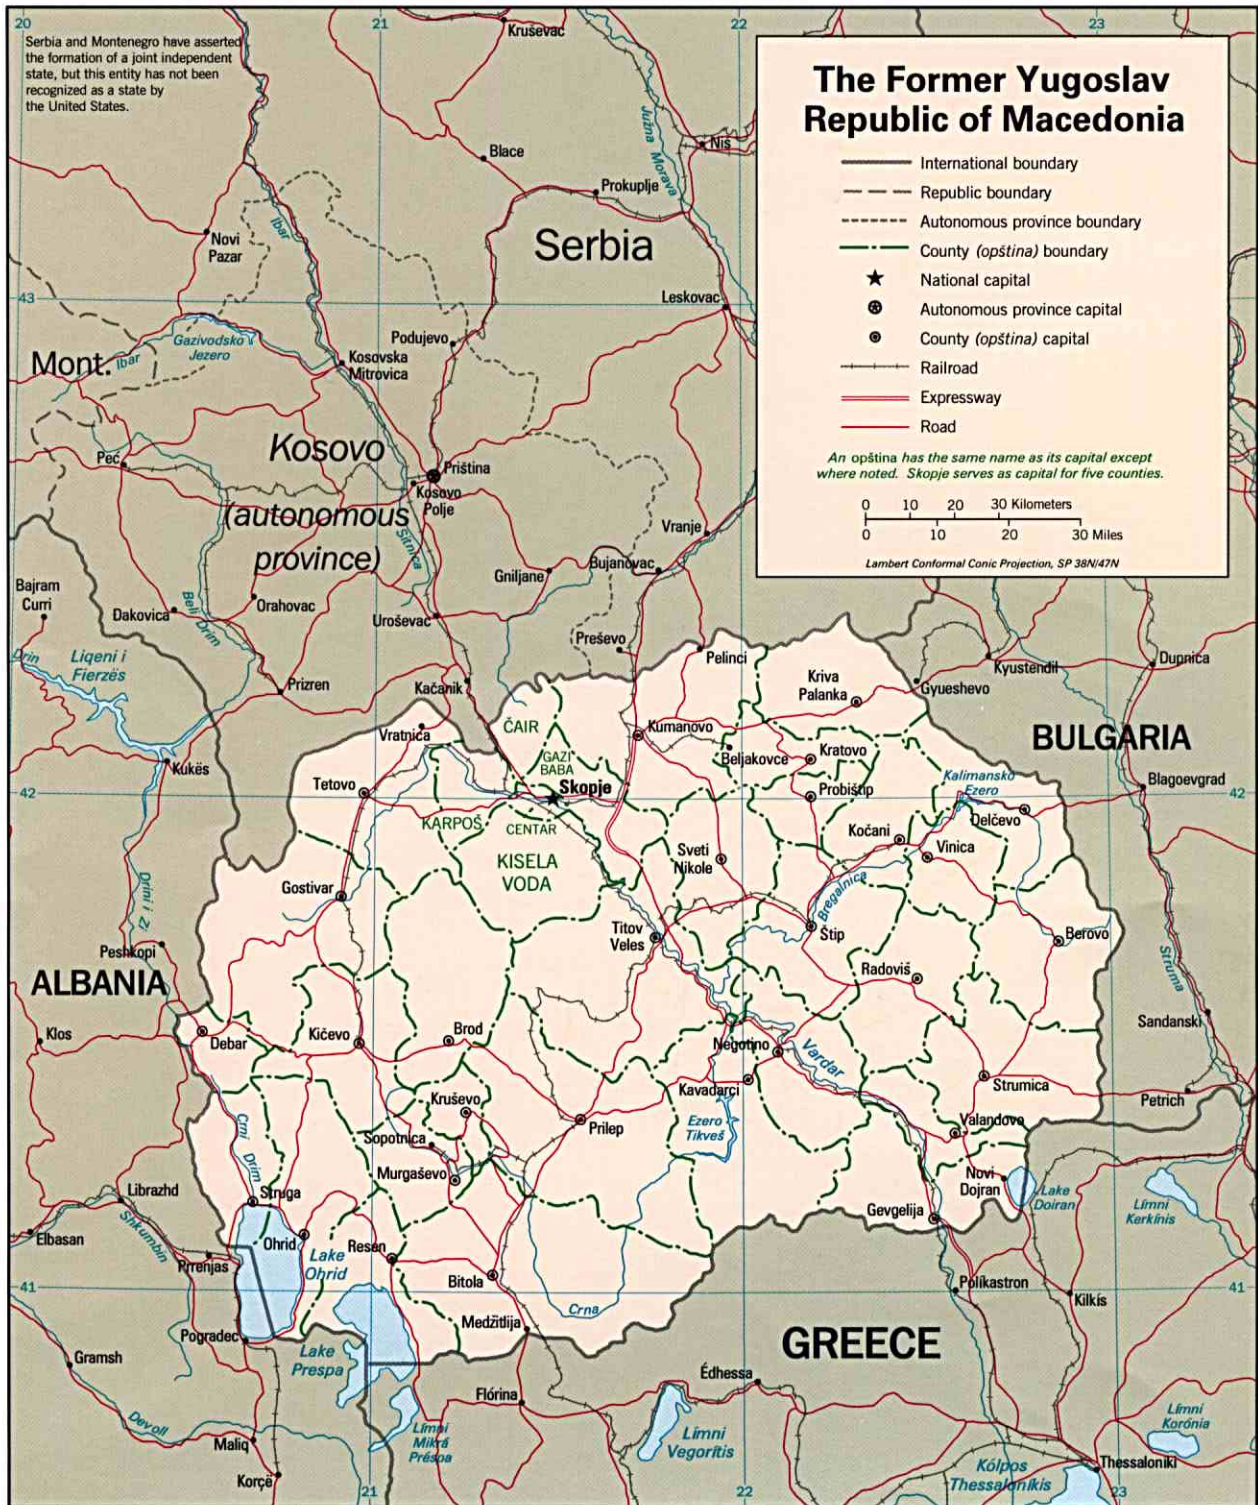 20
21
22
23
Serbia and Montenegro have asserted
the formation of a joint independent
state, but this entity has not been
recognized as a state by
the United States.
The Former Yugoslav
Republic of Macedonia
International boundary
Republic boundary
Autonomous province boundary
County (opština) boundary
National capital
Autonomous province capital
County (opština) capital
Railroad
Expressway
Road
An opština has the same name as its capital except
where noted. Skopje serves as capital for five counties.
0 10 20 30 Kilometers
0 10 20 30 Miles
Lambert Conformal Conic Projection, SP 38N/47N
Kruševac
Južna Morava
Niš
Blace
Prokuplje
Ibar
Novi
Pazar
Serbia
43
Leskovac
Gazivodsko
Jezero
Podujevo
Mont.
Ibar
Kosovska
Mitrovica
Kosovo
(autonomous
province)
Peć
Priština
Kosovo
Polje
Sitnica
Vranje
Bajram
Curri
Gniljane
Bujanovac
Đakovica
Beli Drim
Orahovac
Uroševac
Preševo
Pelinci
Drin
Liqeni i
Fierzës
Prizren
Kačanik
Kriva
Palanka
Kyustendil
Gyueshevo
Dupnica
Vratnica
ČAIR
Kumanovo
BULGARIA
Kukës
GAZI
BABA
Beljakovce
Kratovo
Tetovo
Skopje
Probištip
Kalimansko
Ezero
Blagoevgrad
42
42
KARPOŠ
CENTAR
Delčevo
KISELA
VODA
Sveti
Nikole
Kočani
Vinica
Drini i Zi
Gostivar
Bregalnica
Peshkopi
Titov
Veles
Štip
Berovo
Struma
ALBANIA
Radoviš
Klos
Debar
Kičevo
Brod
Sandanski
Negotino
Vardar
Kavadarci
Strumica
Petrich
Kruševo
Crni Drim
Sopotnica
Prilep
Ezero
Tikveš
Valandovo
Murgaševo
Novi
Dojran
Librazhd
Struga
Lake
Doiran
Límni
Kerkínis
Shkumbin
Elbasan
Ohrid
Lake
Ohrid
Resen
Gevgelija
Prrenjas
Bitola
41
Crna
Políkastron
Kilkís
41
Pogradec
Medžitlija
GREECE
Gramsh
Lake
Prespa
Édhessa
Flórina
Devoll
Maliq
Límni
Mikrá
Préspa
Límni
Vegorítis
Límni
Korónia
Korçë
Kólpos
Thessaloníkis
Thessaloníki
21
22
23